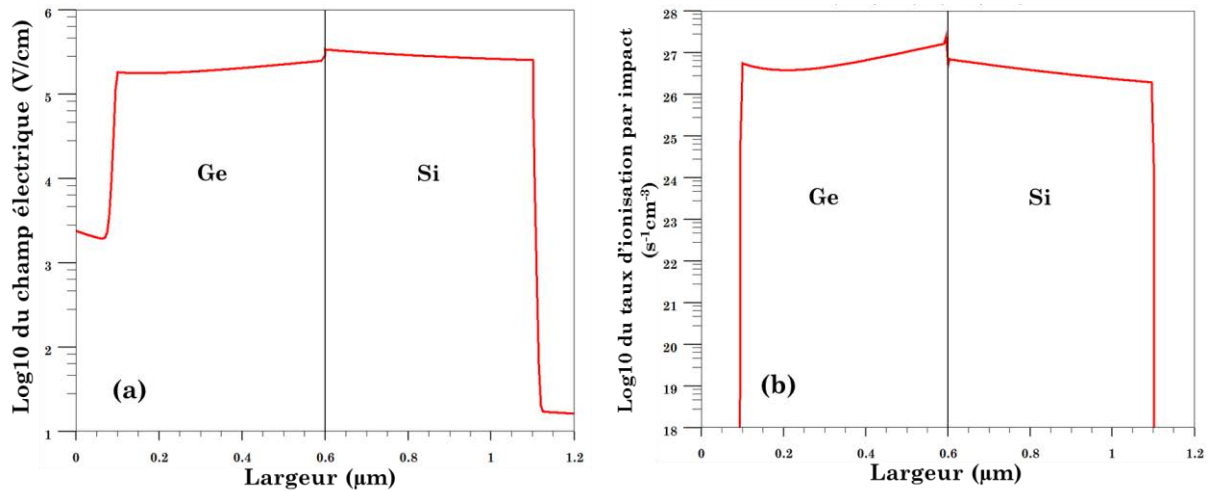 Log10 du champ électrique (V/cm)
6
5
4
3
2
1
Ge
Si
(a)
0
0.2
0.4
0.6
0.8
1
1.2
Largeur (µm)
Log10 du taux d'ionisation par impact
(s⁻¹cm⁻³)
28
27
26
25
24
23
22
21
20
19
18
Ge
Si
(b)
0
0.2
0.4
0.6
0.8
1
1.2
Largeur (µm)